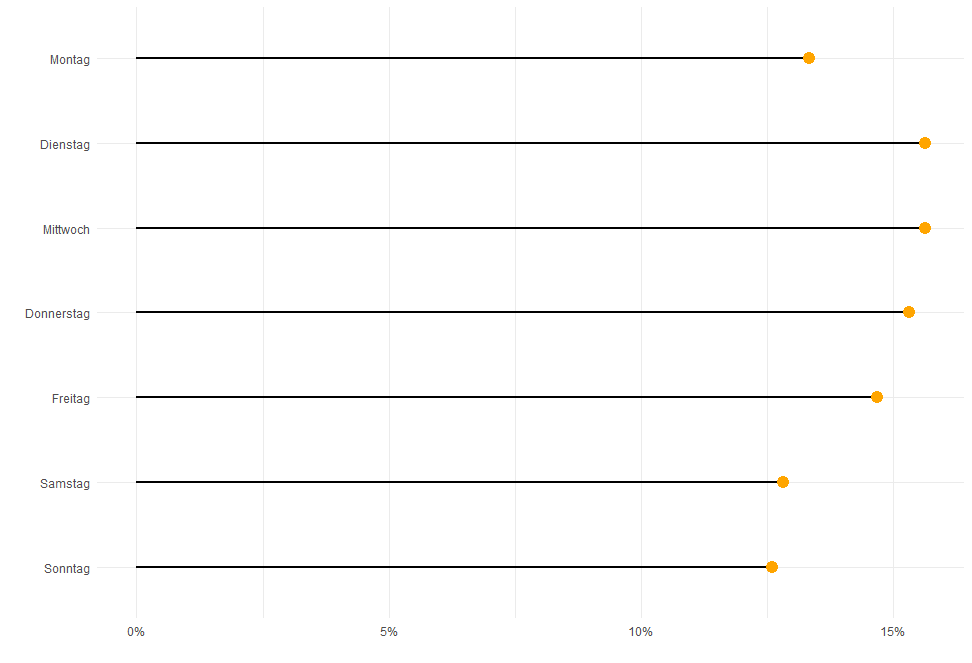 Montag
Dienstag
Mittwoch
Donnerstag
Freitag
Samstag
Sonntag
0% 5% 10% 15%